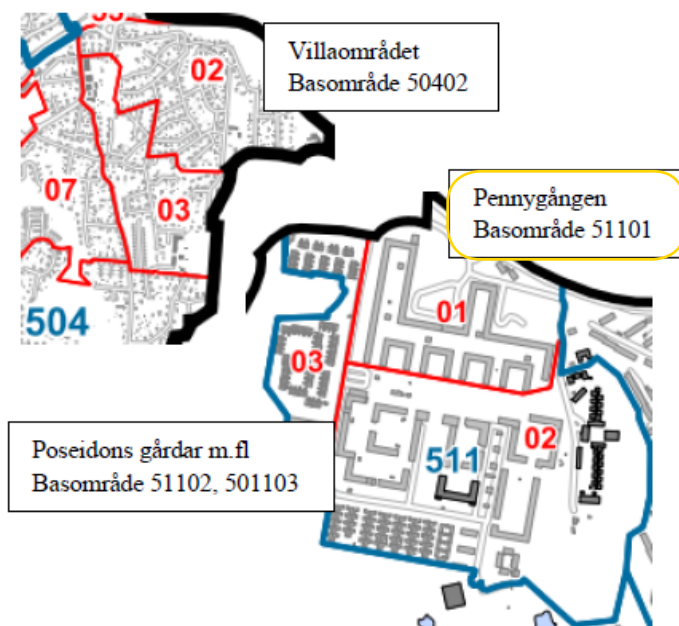 02
Villaområdet
Basområde 50402
07
03
504
Pennygången
Basområde 51101
01
03
02
511
Poseidons gårdar m.fl
Basområde 51102, 501103